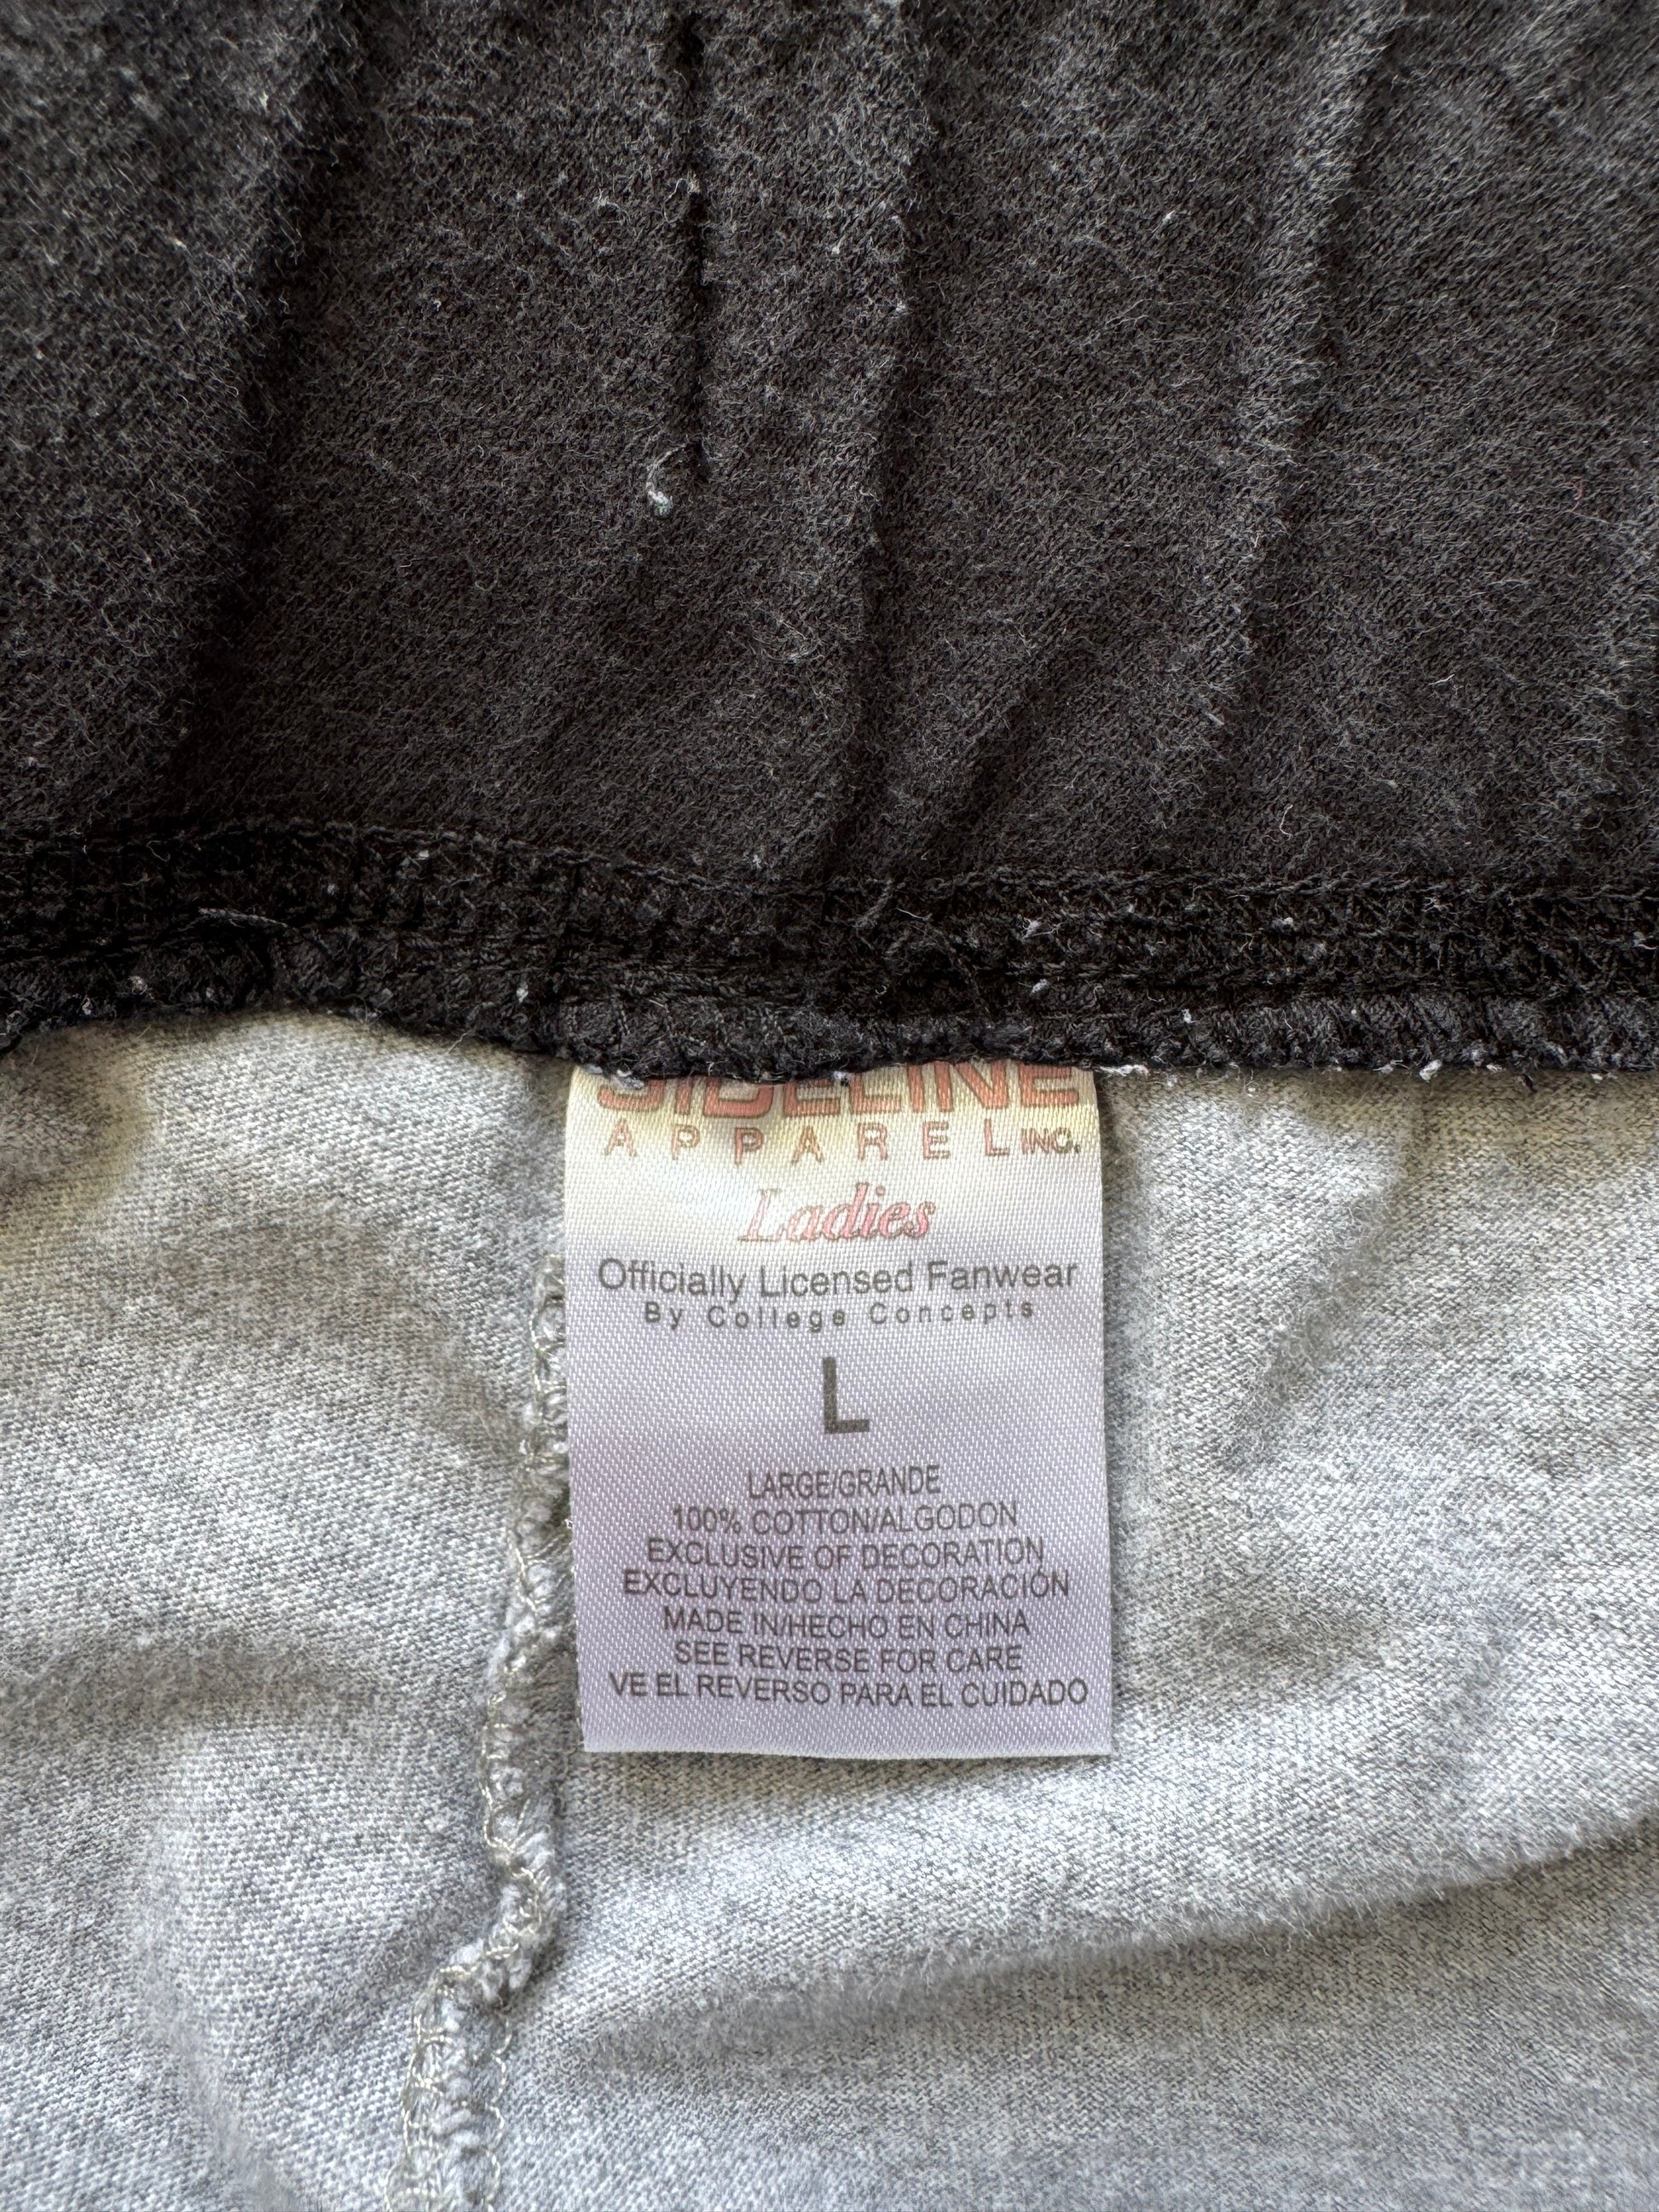 SIDELINE
APPAREL INC.
Ladies
Officially Licensed Fanwear
By College Concepts
L
LARGE/GRANDE
100% COTTON/ALGODON
EXCLUSIVE OF DECORATION
EXCLUYENDO LA DECORACIÓN
MADE IN/HECHO EN CHINA
SEE REVERSE FOR CARE
VE EL REVERSO PARA EL CUIDADO